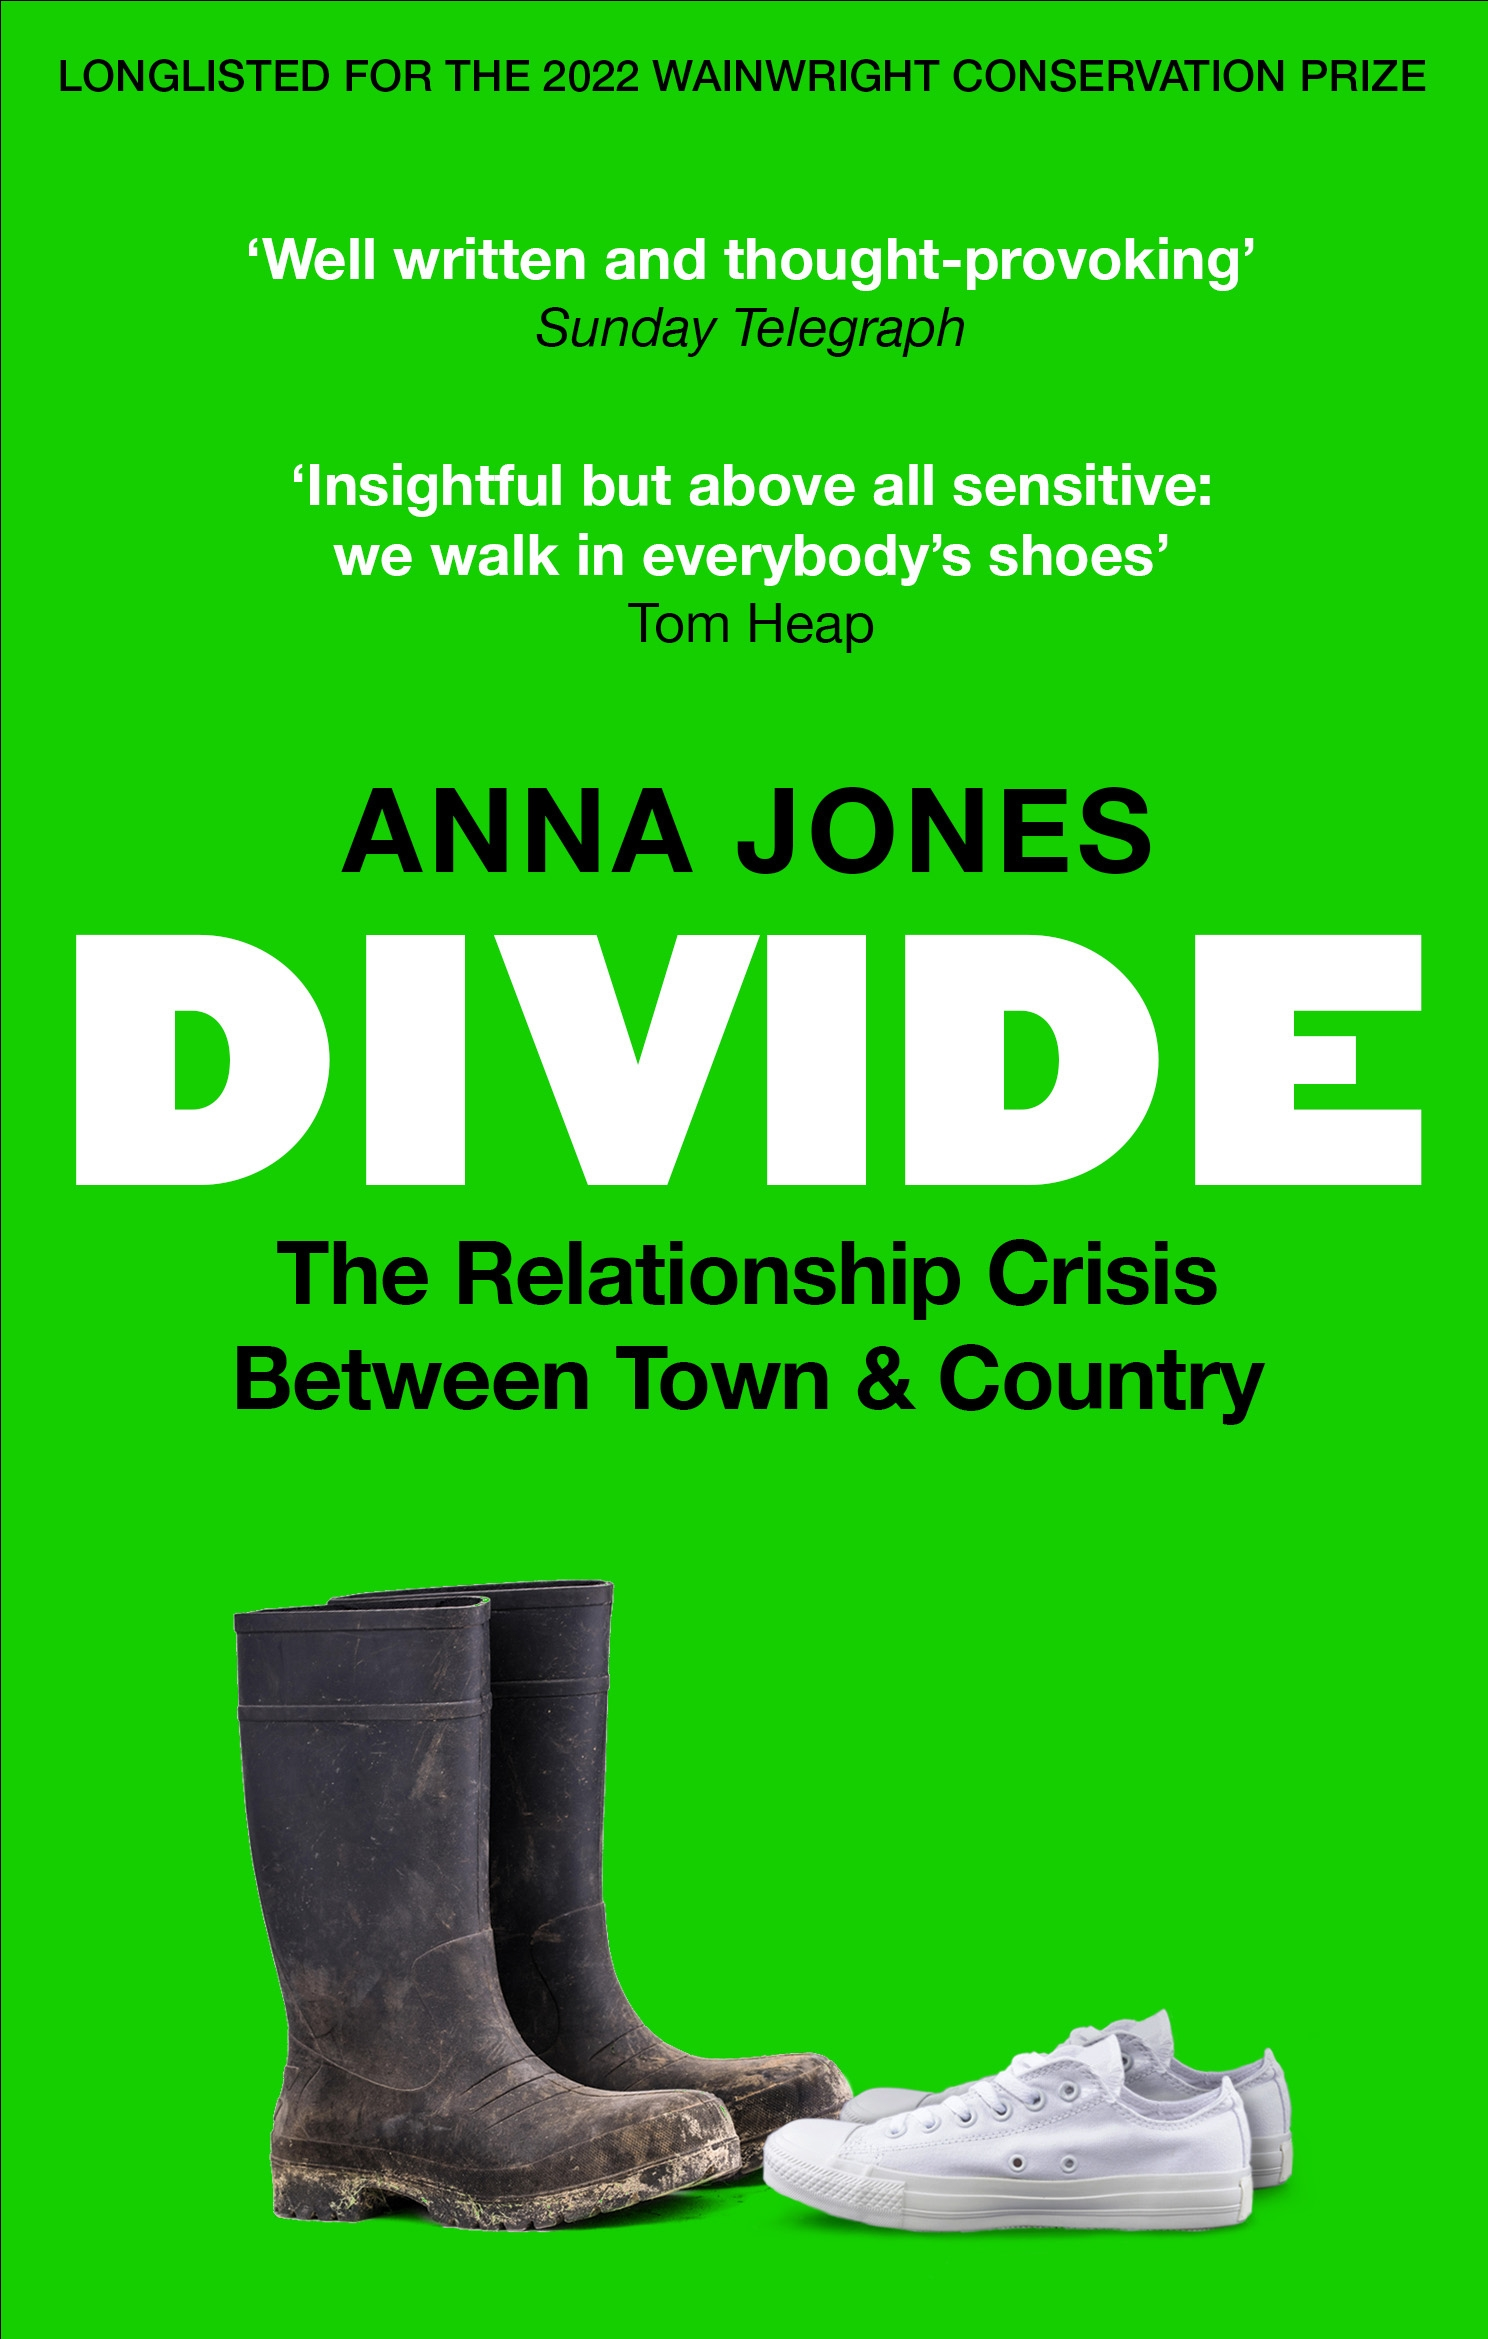 LONGLISTED FOR THE 2022 WAINWRIGHT CONSERVATION PRIZE
‘Well written and thought-provoking’
Sunday Telegraph
‘Insightful but above all sensitive:
we walk in everybody’s shoes’
Tom Heap
ANNA JONES
DIVIDE
The Relationship Crisis
Between Town & Country